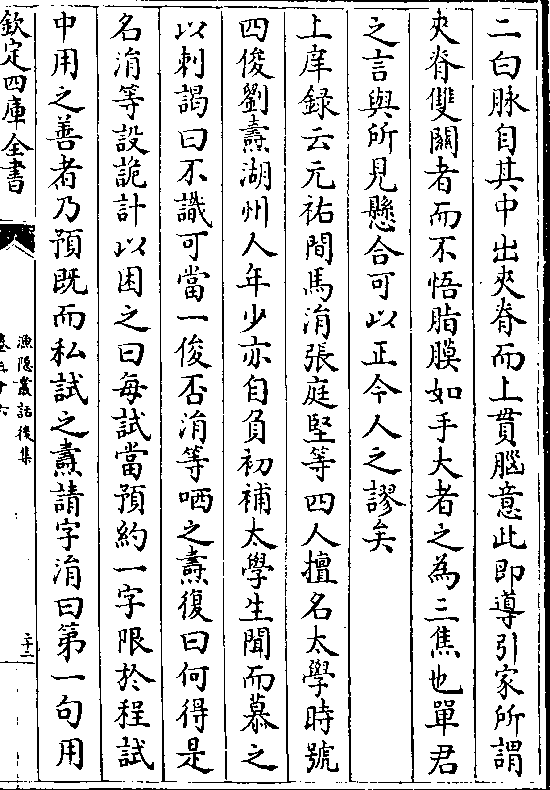 二白脉自其中出夾脊而上貫腦意此即導引家所謂
夾脊雙關者而不悟脂膜如手大者之為三焦也單君
之言與所見懸合可以正今人之謬矣
上庠録云元祐間馬涓張庭堅等四人擅名太學時號
四俊劉燾湖州人年少亦自負初補太學生聞而慕之
以刺謁曰不識可當一俊否涓等哂之燾復曰何得是
名涓等設詭計以困之曰每試當預約一字限於程試
中用之善者乃預既而私試之燾請字涓曰第一句用
欽定四庫全書
漁隱叢話後集
卷三十六
二十二